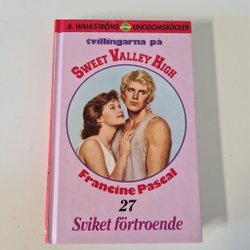 B. WAHLSTRÖMS UNGDOMSBÖCKER
tvillingarna på
SWEET VALLEY HIGH
Francine Pascal
27
Sviket förtroende